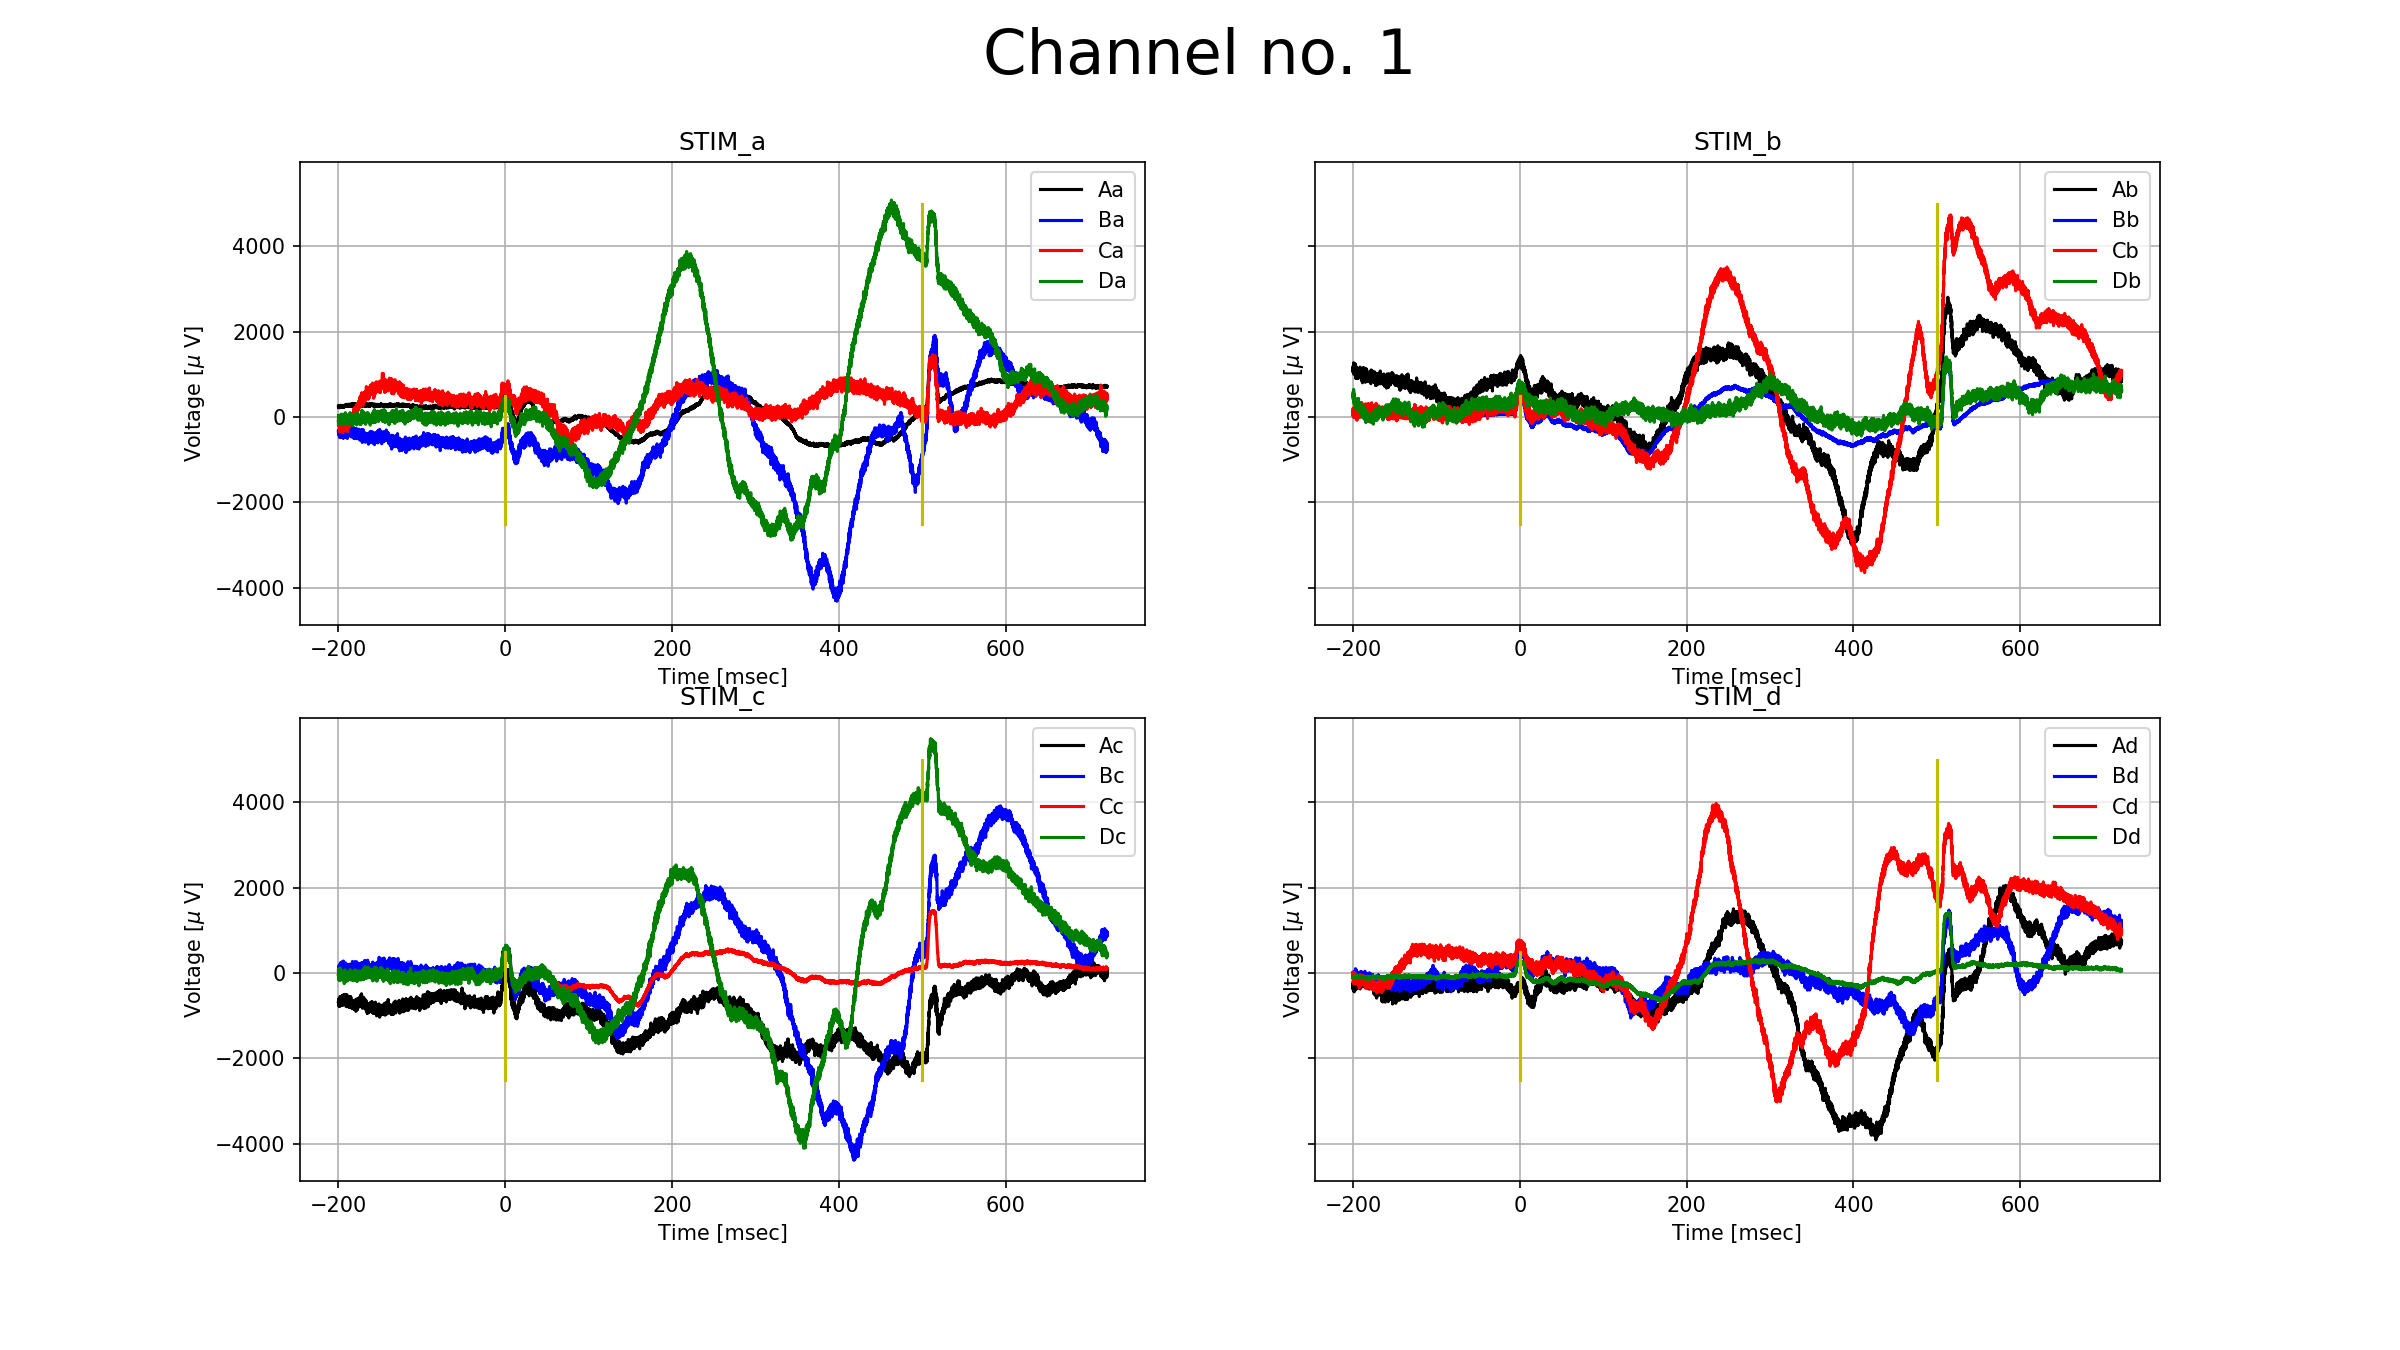 Channel no. 1
STIM_a
Aa
Ba
Ca
Da
4000
2000
0
−2000
−4000
Voltage [μ V]
−200 0 200 400 600
Time [msec]
STIM_b
Ab
Bb
Cb
Db
Voltage [μ V]
−200 0 200 400 600
Time [msec]
STIM_c
Ac
Bc
Cc
Dc
4000
2000
0
−2000
−4000
Voltage [μ V]
−200 0 200 400 600
Time [msec]
STIM_d
Ad
Bd
Cd
Dd
Voltage [μ V]
−200 0 200 400 600
Time [msec]